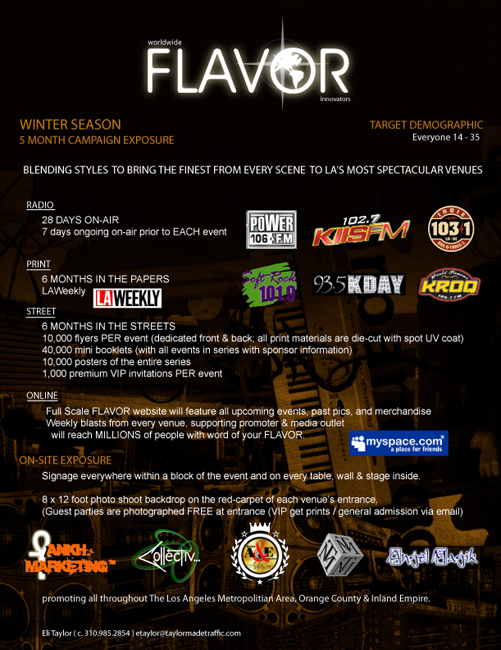 worldwide
FLAVOR
innovators
WINTER SEASON
5 MONTH CAMPAIGN EXPOSURE
TARGET DEMOGRAPHIC
Everyone 14 - 35
BLENDING STYLES TO BRING THE FINEST FROM EVERY SCENE TO LA'S MOST SPECTACULAR VENUES
RADIO
28 DAYS ON-AIR
7 days ongoing on-air prior to EACH event
POWER
106 FM
102.7
KIISFM
INDIE
103.1
PRINT
6 MONTHS IN THE PAPERS
LAWeekly
LA WEEKLY
Soft Rock
101.9
93.5 KDAY
World Famous
KROQ
106.7 FM
STREET
6 MONTHS IN THE STREETS
10,000 flyers PER event (dedicated front & back; all print materials are die-cut with spot UV coat)
40,000 mini booklets (with all events in series with sponsor information)
10,000 posters of the entire series
1,000 premium VIP invitations PER event
ONLINE
Full Scale FLAVOR website will feature all upcoming events, past pics, and merchandise
Weekly blasts from every venue, supporting promoter & media outlet
will reach MILLIONS of people with word of your FLAVOR.
myspace.com
a place for friends
ON-SITE EXPOSURE
Signage everywhere within a block of the event and on every table, wall & stage inside.
8 x 12 foot photo shoot backdrop on the red-carpet of each venue's entrance,
(Guest parties are photographed FREE at entrance (VIP get prints / general admission via email)
ANKH
MARKETING
Collectiv...
A&E
Angel Magik
promoting all throughout The Los Angeles Metropolitian Area, Orange County & Inland Empire.
Eli Taylor ( c. 310.985.2854 ) etaylor@taylormadetraffic.com